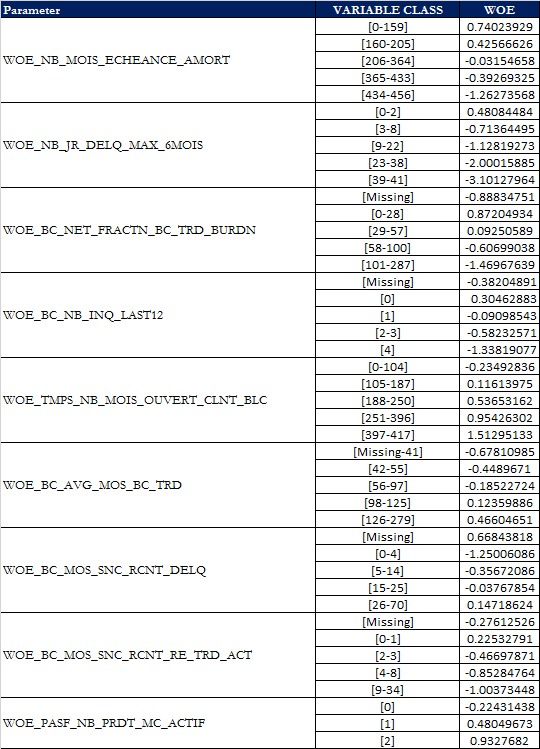 Parameter VARIABLE CLASS WOE
WOE_NB_MOIS_ECHEANCE_AMORT
[0-159] 0.74023929
[160-205] 0.42566626
[206-364] -0.03154658
[365-433] -0.39269325
[434-456] -1.26273568
WOE_NB_JR_DELQ_MAX_6MOIS
[0-2] 0.48084484
[3-8] -0.71364495
[9-22] -1.12819273
[23-38] -2.00015885
[39-41] -3.10127964
WOE_BC_NET_FRACTN_BC_TRD_BURDN
[Missing] -0.88834751
[0-28] 0.87204934
[29-57] 0.09250589
[58-100] -0.60699038
[101-287] -1.46967639
WOE_BC_NB_INQ_LAST12
[Missing] -0.38204891
[0] 0.30462883
[1] -0.09098543
[2-3] -0.58232571
[4] -1.33819077
WOE_TMPS_NB_MOIS_OUVERT_CLNT_BLC
[0-104] -0.23492836
[105-187] 0.11613975
[188-250] 0.53653162
[251-396] 0.95426302
[397-417] 1.51295133
WOE_BC_AVG_MOS_BC_TRD
[Missing-41] -0.67810985
[42-55] -0.4489671
[56-97] -0.18522724
[98-125] 0.12359886
[126-279] 0.46604651
WOE_BC_MOS_SNC_RCNT_DELQ
[Missing] 0.66843818
[0-4] -1.25006086
[5-14] -0.35672086
[15-25] -0.03767854
[26-70] 0.14718624
WOE_BC_MOS_SNC_RCNT_RE_TRD_ACT
[Missing] -0.27612526
[0-1] 0.22532791
[2-3] -0.46697871
[4-8] -0.85284764
[9-34] -1.00373448
WOE_PASF_NB_PRDT_MC_ACTIF
[0] -0.22431438
[1] 0.48049673
[2] 0.9327682